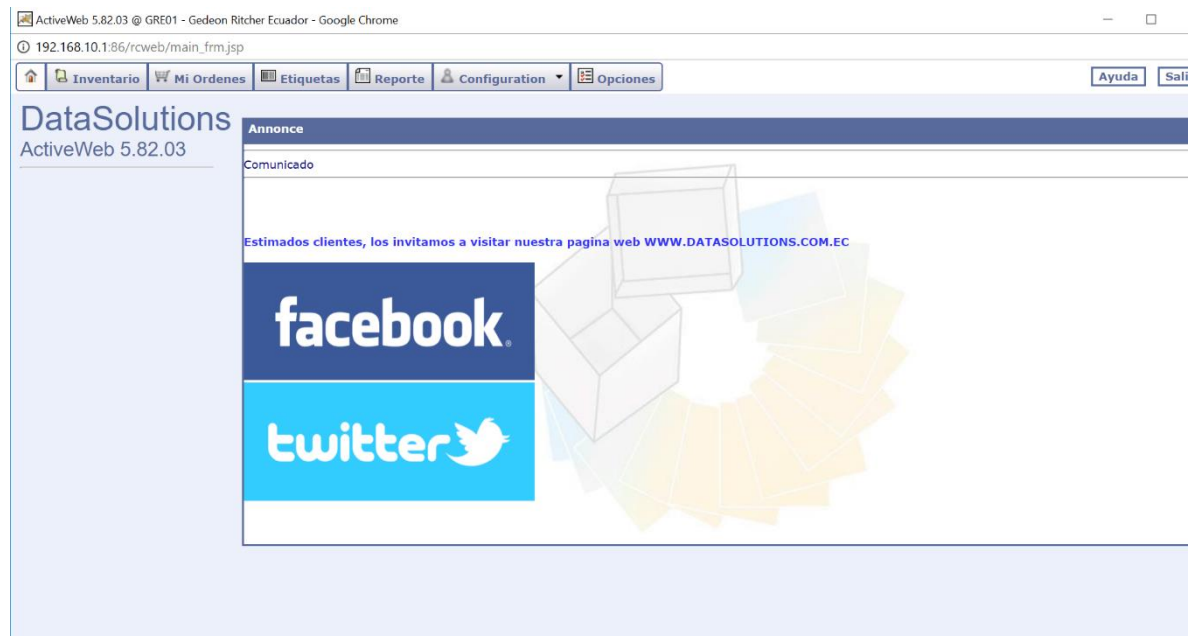 ActiveWeb 5.82.03 @ GRE01 - Gedeon Ritcher Ecuador - Google Chrome
192.168.10.1:86/rcweb/main_frm.jsp
Inventario Mi Ordenes Etiquetas Reporte Configuration Opciones Ayuda Sali
DataSolutions
ActiveWeb 5.82.03
Annonce
Comunicado
Estimados clientes, los invitamos a visitar nuestra pagina web WWW.DATASOLUTIONS.COM.EC
facebook®
twitter